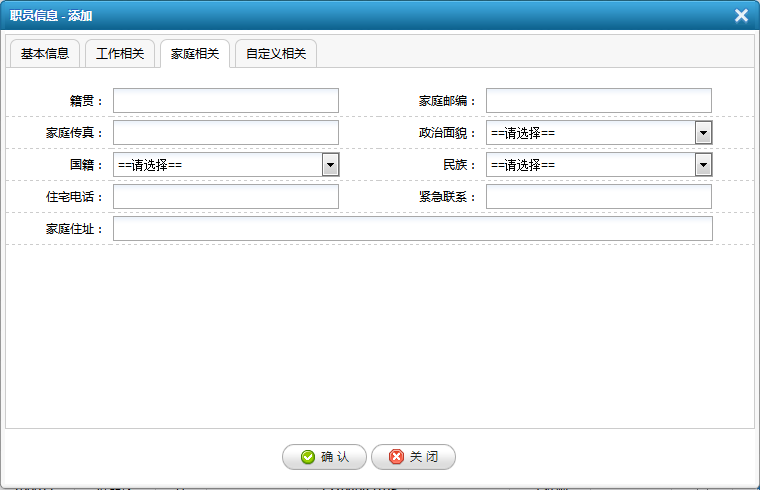 职员信息 - 添加
基本信息 工作相关 家庭相关 自定义相关
籍贯： 家庭邮编：
家庭传真： 政治面貌： ==请选择==
国籍： ==请选择== 民族： ==请选择==
住宅电话： 紧急联系：
家庭住址：
确 认 关 闭